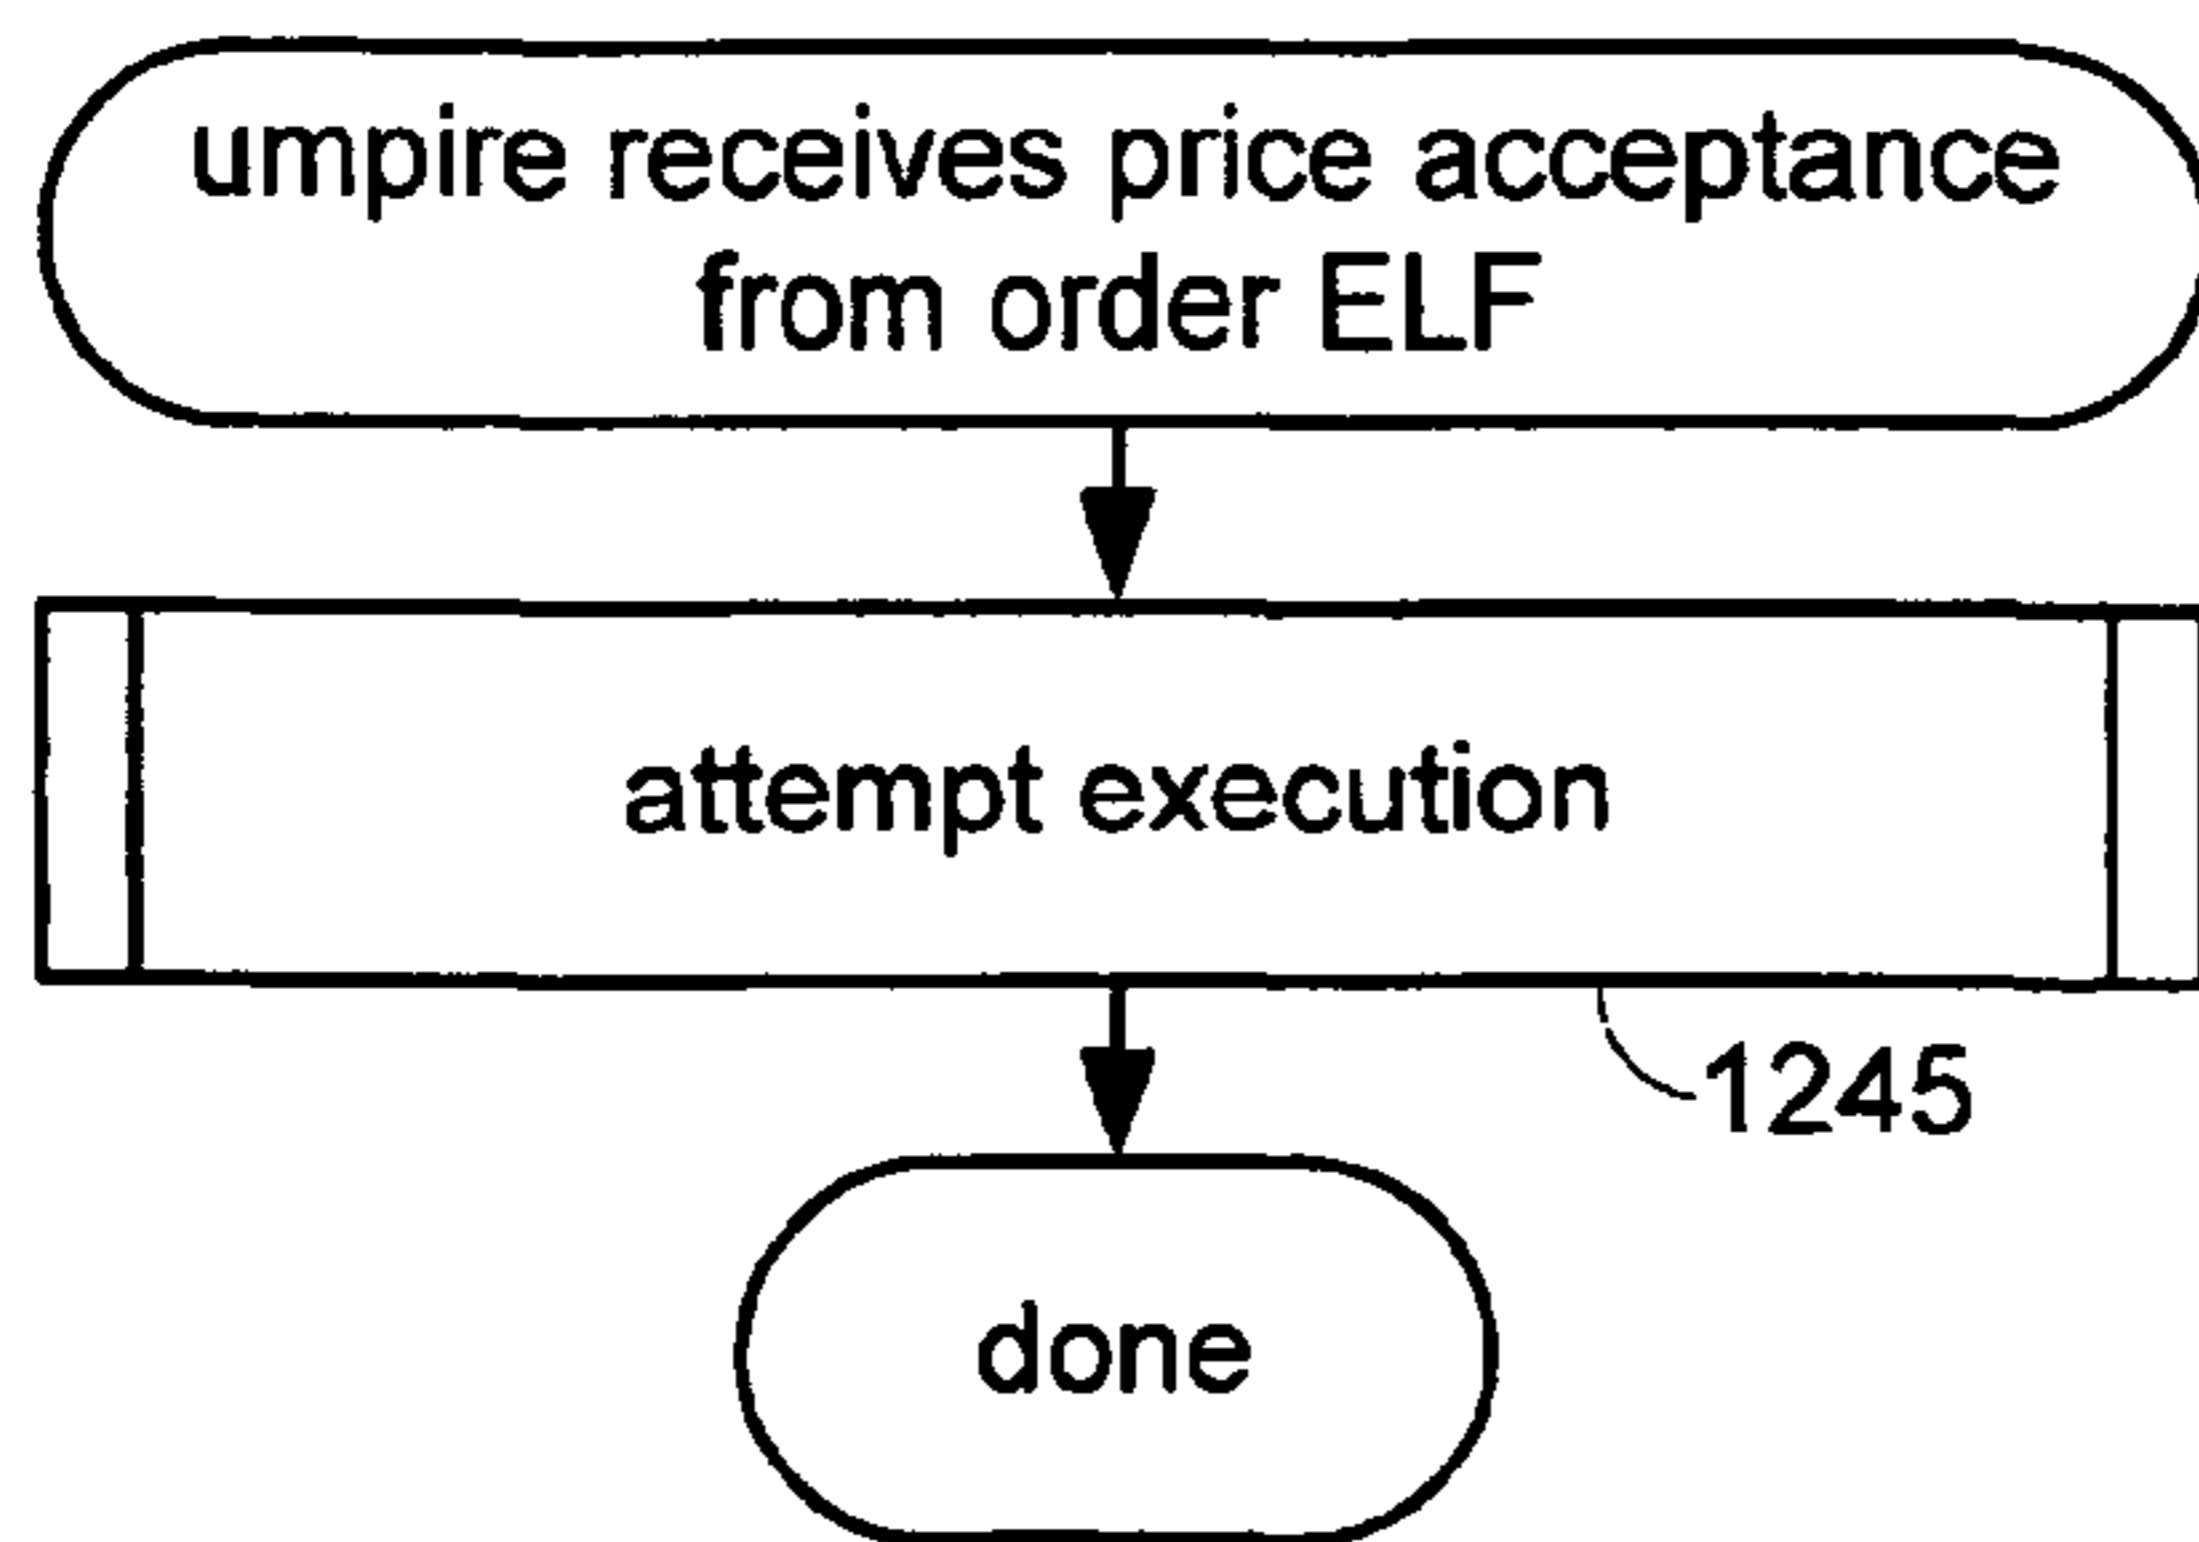 umpire receives price acceptance
from order ELF
attempt execution
1245
done